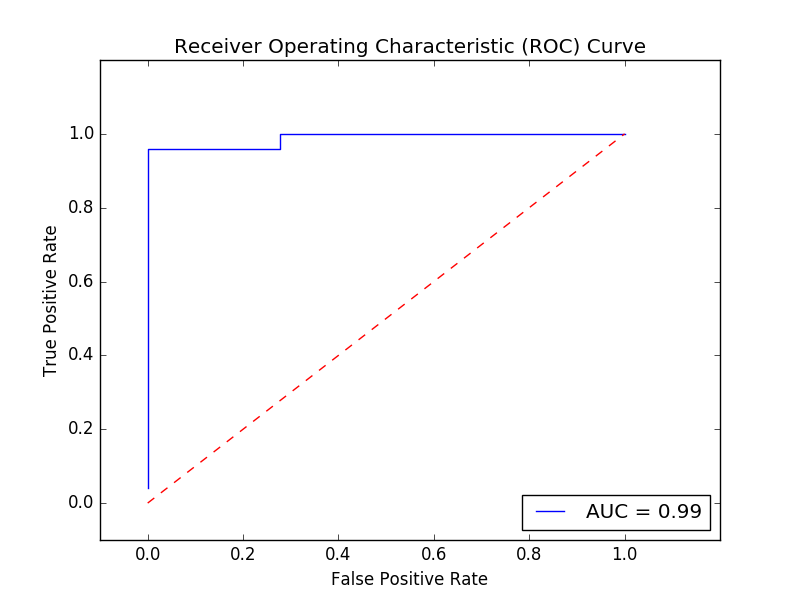 Receiver Operating Characteristic (ROC) Curve
True Positive Rate
1.0
0.8
0.6
0.4
0.2
0.0
AUC = 0.99
0.0 0.2 0.4 0.6 0.8 1.0
False Positive Rate